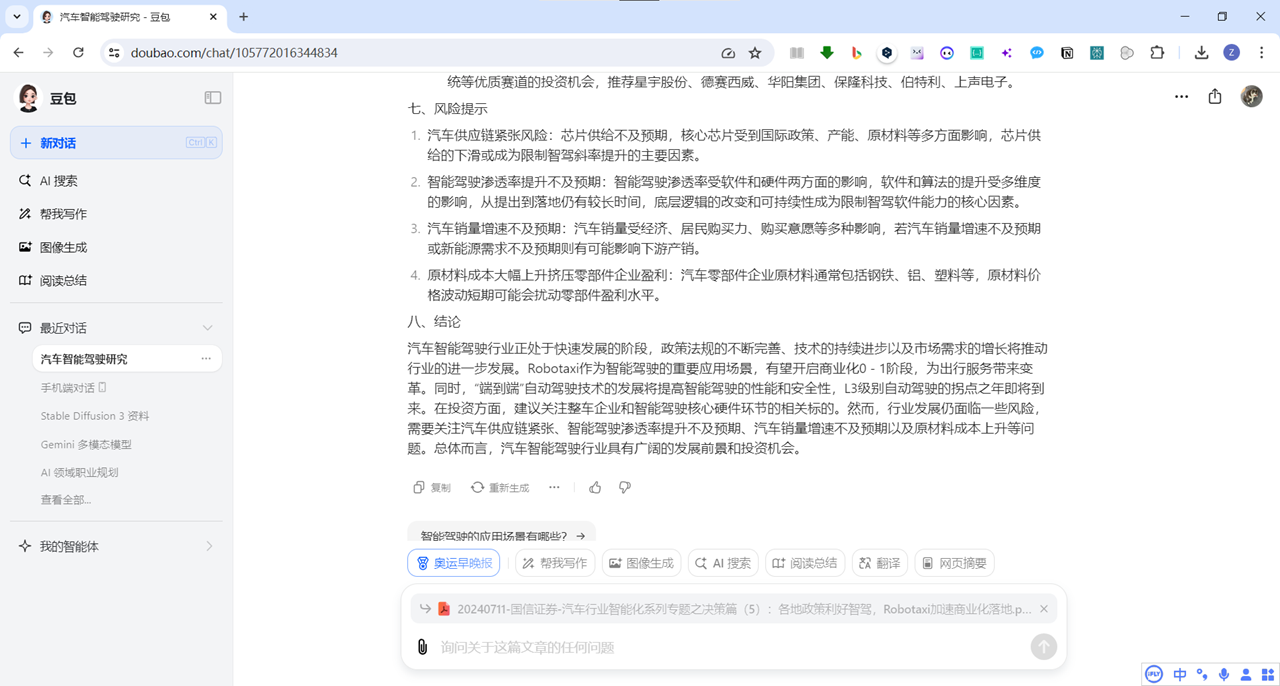 汽车智能驾驶研究 - 豆包
doubao.com/chat/105772016344834
豆包
新对话
Ctrl K
AI 搜索
帮我写作
图像生成
阅读总结
最近对话
汽车智能驾驶研究
手机端对话
Stable Diffusion 3 资料
Gemini 多模态模型
AI 领域职业规划
查看全部...
我的智能体
统等优质赛道的投资机会，推荐星宇股份、德赛西威、华阳集团、保隆科技、伯特利、上声电子。
七、风险提示
1. 汽车供应链紧张风险：芯片供给不及预期，核心芯片受到国际政策、产能、原材料等多方面影响，芯片供
给的下滑或成为限制智驾斜率提升的主要因素。
2. 智能驾驶渗透率提升不及预期：智能驾驶渗透率受软件和硬件两方面的影响，软件和算法的提升受多维度
的影响，从提出到落地仍有较长时间，底层逻辑的改变和可持续性成为限制智驾软件能力的核心因素。
3. 汽车销量增速不及预期：汽车销量受经济、居民购买力、购买意愿等多种影响，若汽车销量增速不及预期
或新能源需求不及预期则有可能影响下游产销。
4. 原材料成本大幅上升挤压零部件企业盈利：汽车零部件企业原材料通常包括钢铁、铝、塑料等，原材料价
格波动短期可能会扰动零部件盈利水平。
八、结论
汽车智能驾驶行业正处于快速发展的阶段，政策法规的不断完善、技术的持续进步以及市场需求的增长将推动
行业的进一步发展。Robotaxi作为智能驾驶的重要应用场景，有望开启商业化0 - 1阶段，为出行服务带来变
革。同时，“端到端”自动驾驶技术的发展将提高智能驾驶的性能和安全性，L3级别自动驾驶的拐点之年即将到
来。在投资方面，建议关注整车企业和智能驾驶核心硬件环节的相关标的。然而，行业发展仍面临一些风险，
需要关注汽车供应链紧张、智能驾驶渗透率提升不及预期、汽车销量增速不及预期以及原材料成本上升等问
题。总体而言，汽车智能驾驶行业具有广阔的发展前景和投资机会。
复制
重新生成
智能驾驶的应用场景有哪些？ →
奥运早晚报
帮我写作
图像生成
AI 搜索
阅读总结
翻译
网页摘要
20240711-国信证券-汽车行业智能化系列专题之决策篇（5）：各地政策利好智驾，Robotaxi加速商业化落地.p...
询问关于这篇文章的任何问题
iFLY 中